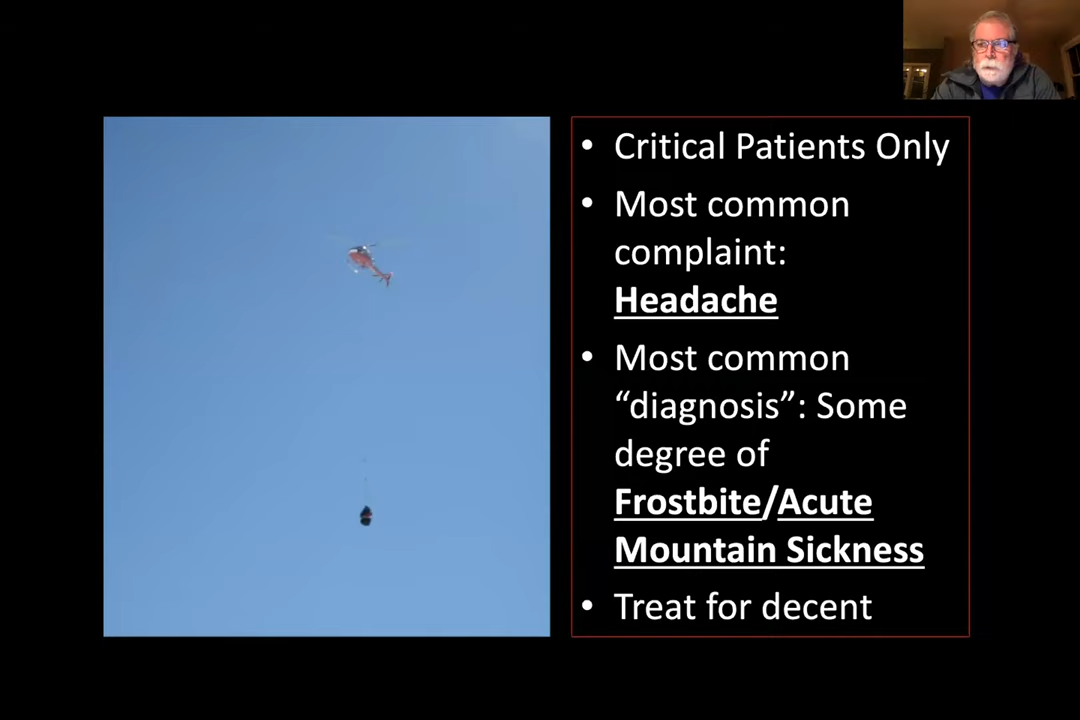 • Critical Patients Only
• Most common
complaint:
Headache
• Most common
“diagnosis”: Some
degree of
Frostbite/Acute
Mountain Sickness
• Treat for decent